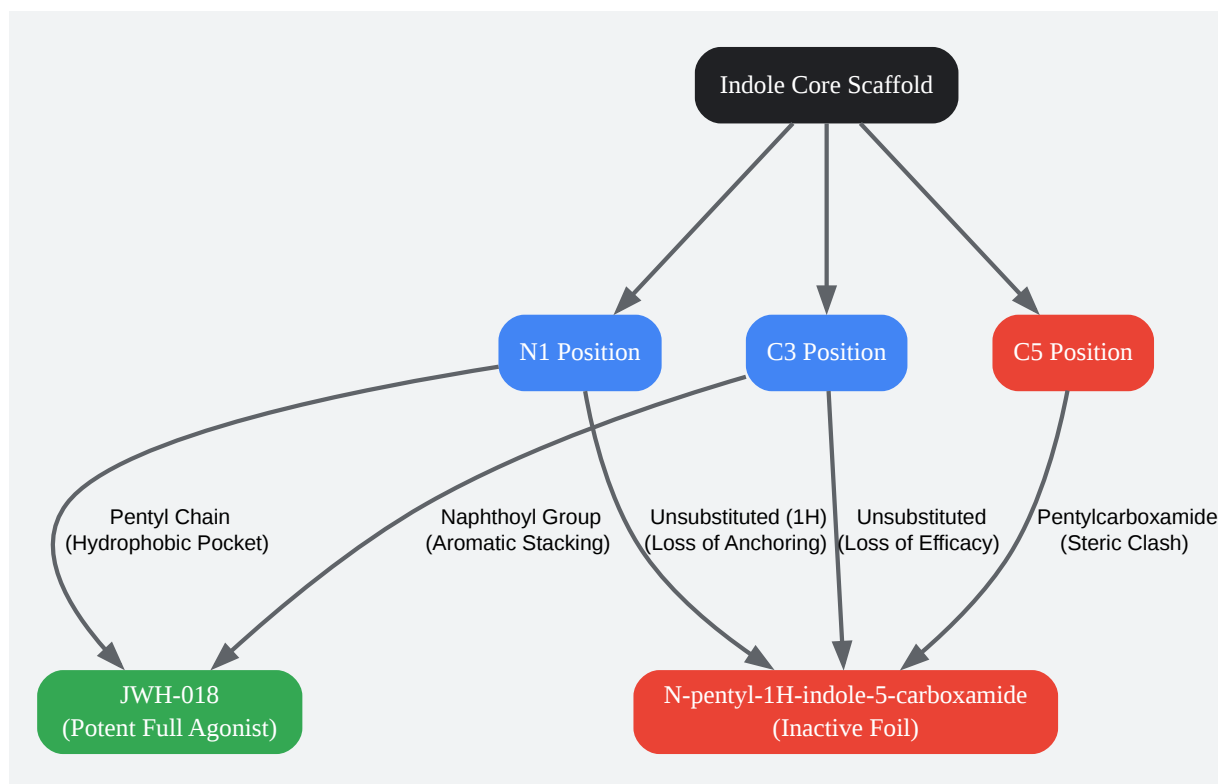 Indole Core Scaffold
N1 Position
C3 Position
C5 Position
Pentyl Chain
(Hydrophobic Pocket)
Naphthoyl Group
(Aromatic Stacking)
Unsubstituted (1H)
(Loss of Anchoring)
Unsubstituted
(Loss of Efficacy)
Pentylcarboxamide
(Steric Clash)
JWH-018
(Potent Full Agonist)
N-pentyl-1H-indole-5-carboxamide
(Inactive Foil)